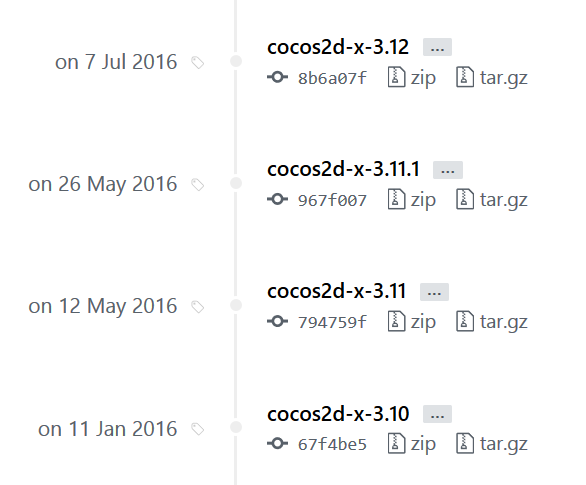 on 7 Jul 2016
cocos2d-x-3.12 ...
8b6a07f zip tar.gz
on 26 May 2016
cocos2d-x-3.11.1 ...
967f007 zip tar.gz
on 12 May 2016
cocos2d-x-3.11 ...
794759f zip tar.gz
on 11 Jan 2016
cocos2d-x-3.10 ...
67f4be5 zip tar.gz